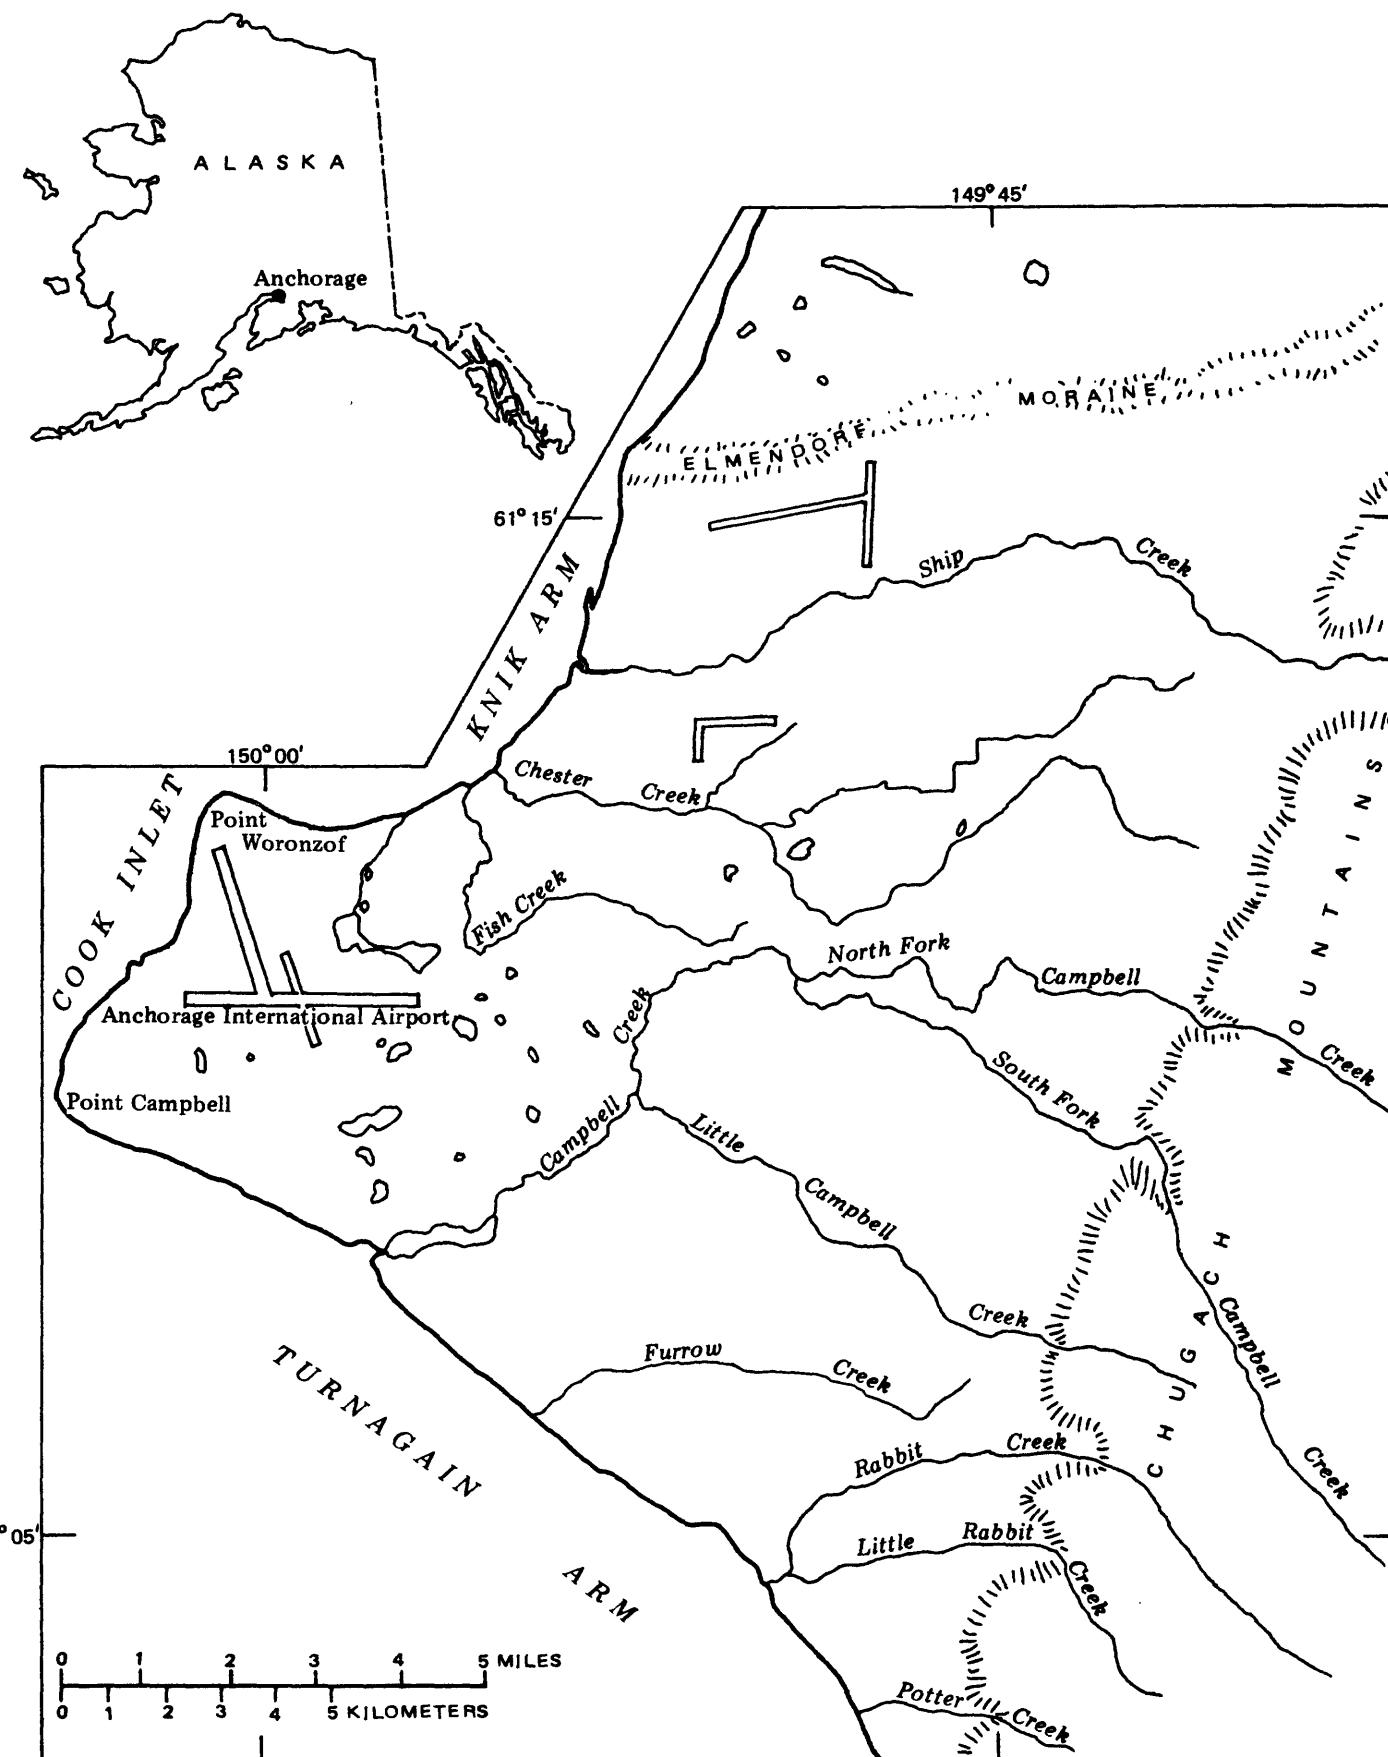 ALASKA
Anchorage
149°45'
MORAINE
ELMENDORF
61°15'
Ship
Creek
KNIK ARM
150°00'
Chester
Creek
COOK INLET
Point
Woronzof
Fish Creek
North Fork
Campbell
Creek
MOUNTAINS
Anchorage International Airport
Creek
South Fork
Point Campbell
Campbell
Little
Campbell
Creek
CHUGACH
Campbell
Creek
TURNAGAIN
ARM
Furrow
Creek
Rabbit
Creek
°05'
Little
Rabbit
Creek
0 1 2 3 4 5 MILES
0 1 2 3 4 5 KILOMETERS
Potter
Creek